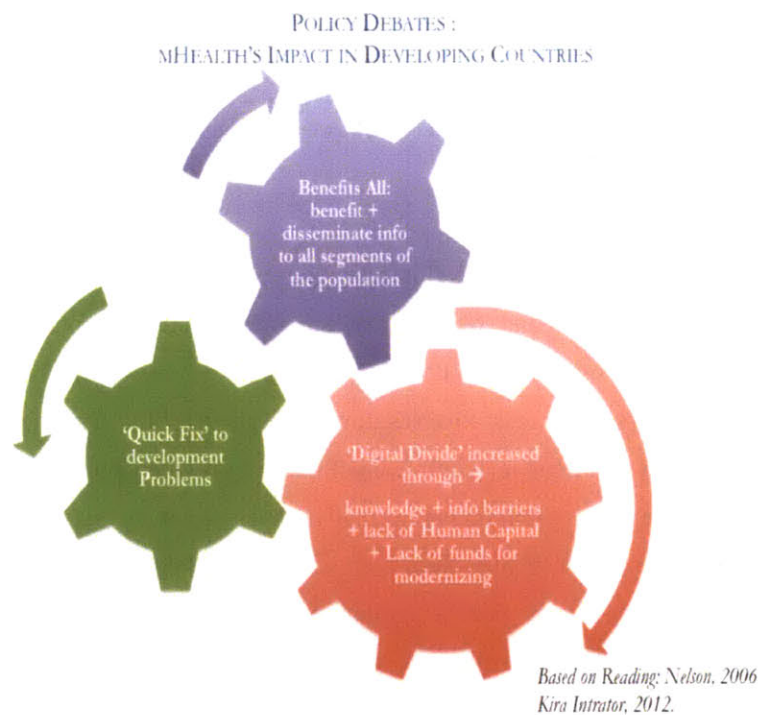 POLICY DEBATES :
MHEALTH'S IMPACT IN DEVELOPING COUNTRIES
Benefits All:
benefit +
disseminate info
to all segments of
the population
'Quick Fix' to
development
Problems
'Digital Divide' increased
through →
knowledge + info barriers
+ lack of Human Capital
+ Lack of funds for
modernizing
Based on Reading: Nelson. 2006
Kira Intrator, 2012.